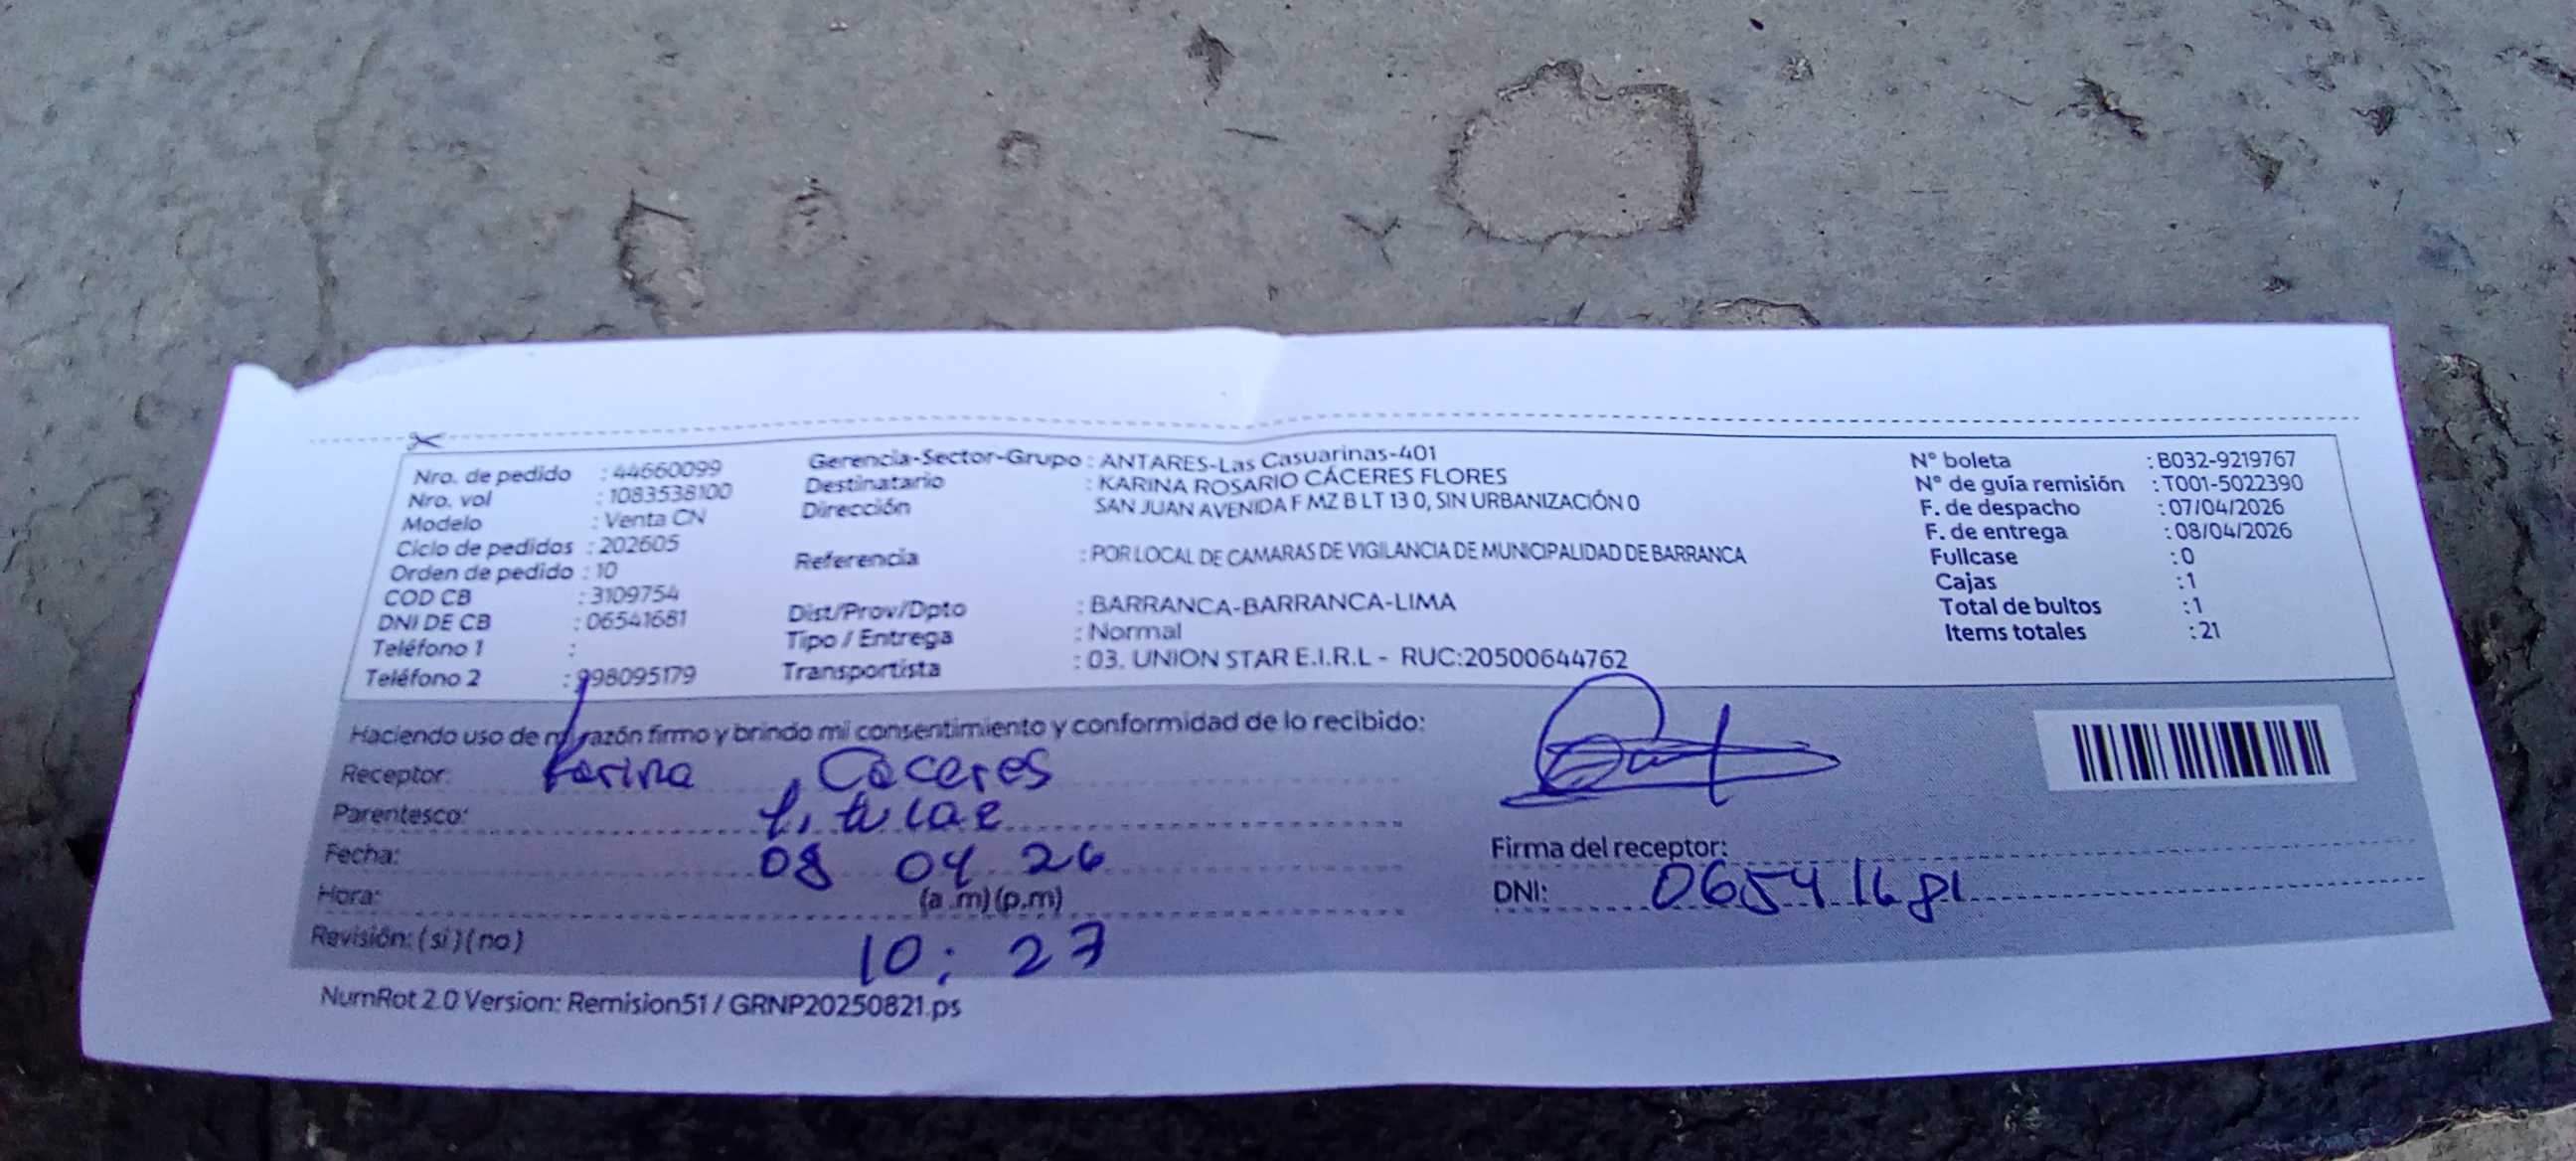 Nro. de pedido : 44660099
Nro. vol : 1083538100
Modelo : Venta CN
Ciclo de pedidos : 202605
Orden de pedido : 10
COD CB : 3109754
DNI DE CB : 06541681
Teléfono 1 :
Teléfono 2 : 998095179
Gerencia-Sector-Grupo : ANTARES-Las Casuarinas-401
Destinatario : KARINA ROSARIO CÁCERES FLORES
Dirección SAN JUAN AVENIDA F MZ B LT 13 0, SIN URBANIZACIÓN 0
Referencia : POR LOCAL DE CAMARAS DE VIGILANCIA DE MUNICIPALIDAD DE BARRANCA
Dist/Prov/Dpto : BARRANCA-BARRANCA-LIMA
Tipo / Entrega : Normal
Transportista : 03. UNION STAR E.I.R.L - RUC:20500644762
N° boleta : B032-9219767
N° de guía remisión : T001-5022390
F. de despacho : 07/04/2026
F. de entrega : 08/04/2026
Fullcase : 0
Cajas : 1
Total de bultos : 1
Items totales : 21
Haciendo uso de mi razón firmo y brindo mi consentimiento y conformidad de lo recibido:
Receptor: Karina Caceres
Parentesco: titular
Fecha: 08 04 26
Hora: (a.m)(p.m)
Revisión: (si)(no) 10:27
Firma del receptor:
DNI: 06541681
NumRot 2.0 Version: Remision51 / GRNP20250821.ps